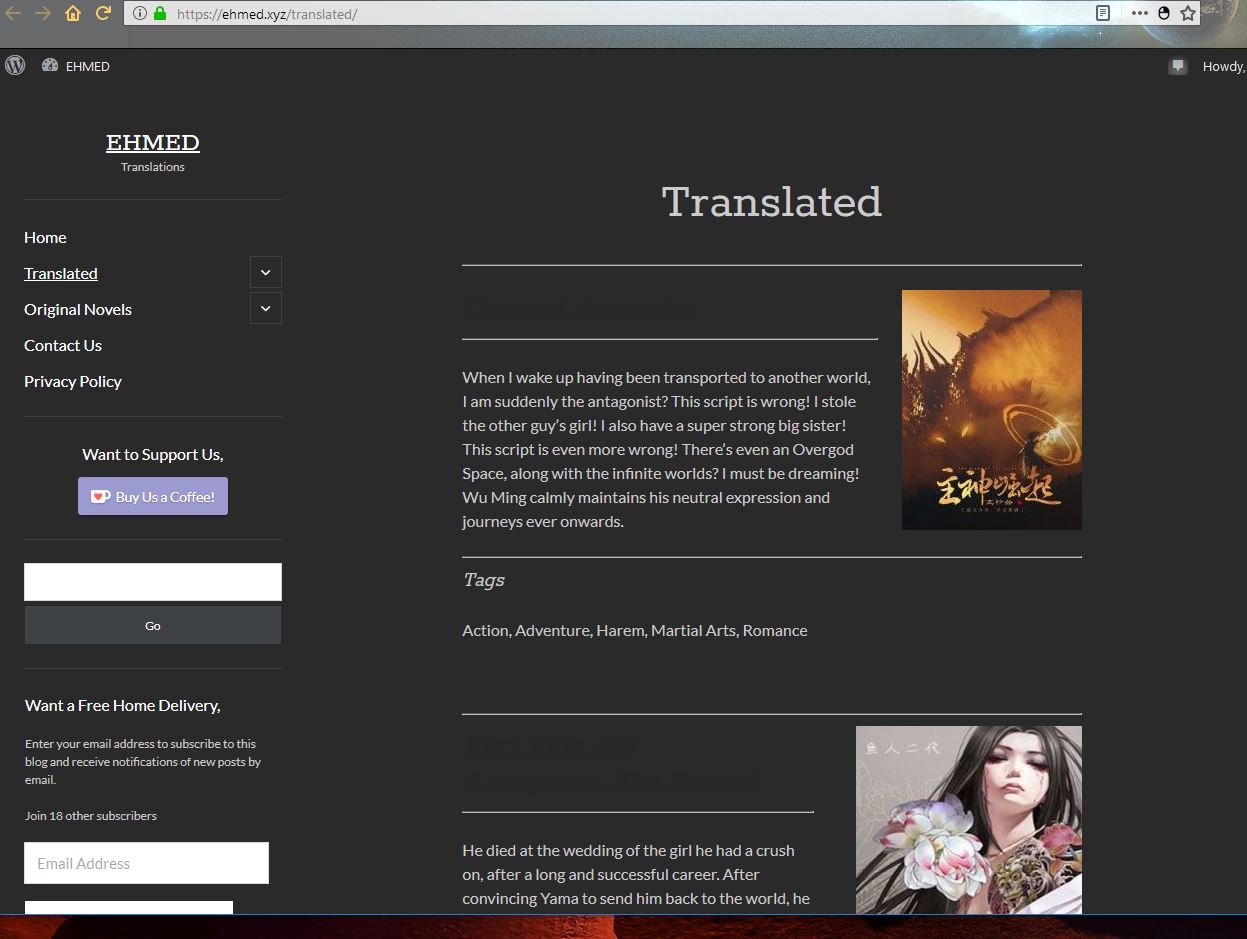 https://ehmed.xyz/translated/
EHMED
Howdy,
EHMED
Translations
Home
Translated
Original Novels
Contact Us
Privacy Policy
Want to Support Us,
Buy Us a Coffee!
Go
Want a Free Home Delivery,
Enter your email address to subscribe to this
blog and receive notifications of new posts by
email.
Join 18 other subscribers
Email Address
Translated
When I wake up having been transported to another world,
I am suddenly the antagonist? This script is wrong! I stole
the other guy’s girl! I also have a super strong big sister!
This script is even more wrong! There’s even an Overgod
Space, along with the infinite worlds? I must be dreaming!
Wu Ming calmly maintains his neutral expression and
journeys ever onwards.
主神崛起
Tags
Action, Adventure, Harem, Martial Arts, Romance
He died at the wedding of the girl he had a crush
on, after a long and successful career. After
convincing Yama to send him back to the world, he
鱼人二代